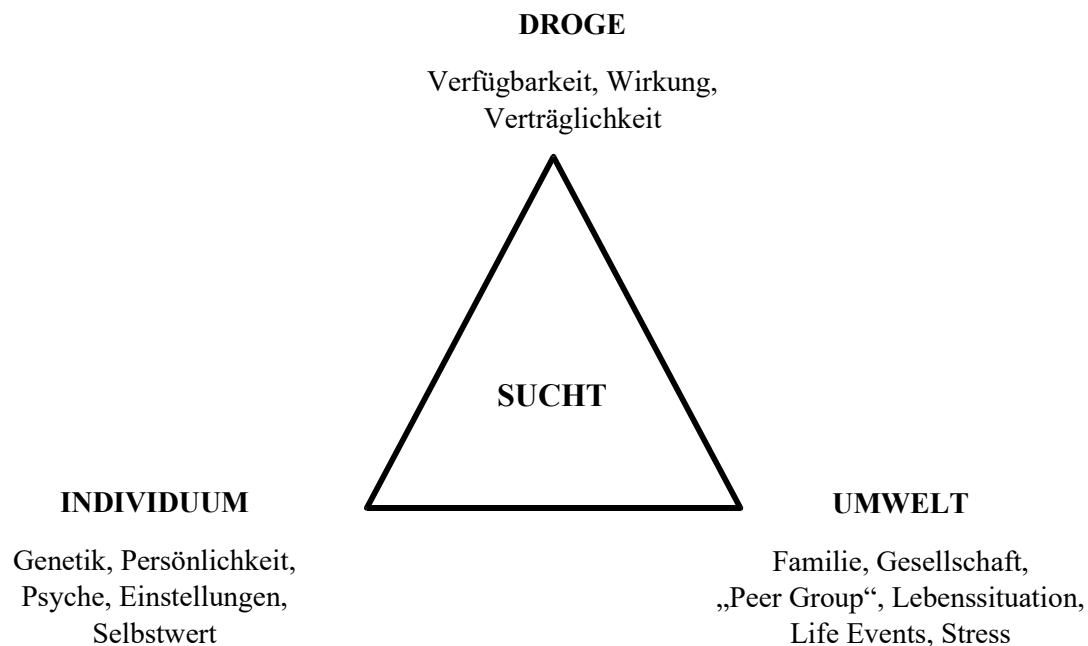 DROGE
Verfügbarkeit, Wirkung,
Verträglichkeit
SUCHT
INDIVIDUUM
Genetik, Persönlichkeit,
Psyche, Einstellungen,
Selbstwert
UMWELT
Familie, Gesellschaft,
„Peer Group“, Lebenssituation,
Life Events, Stress